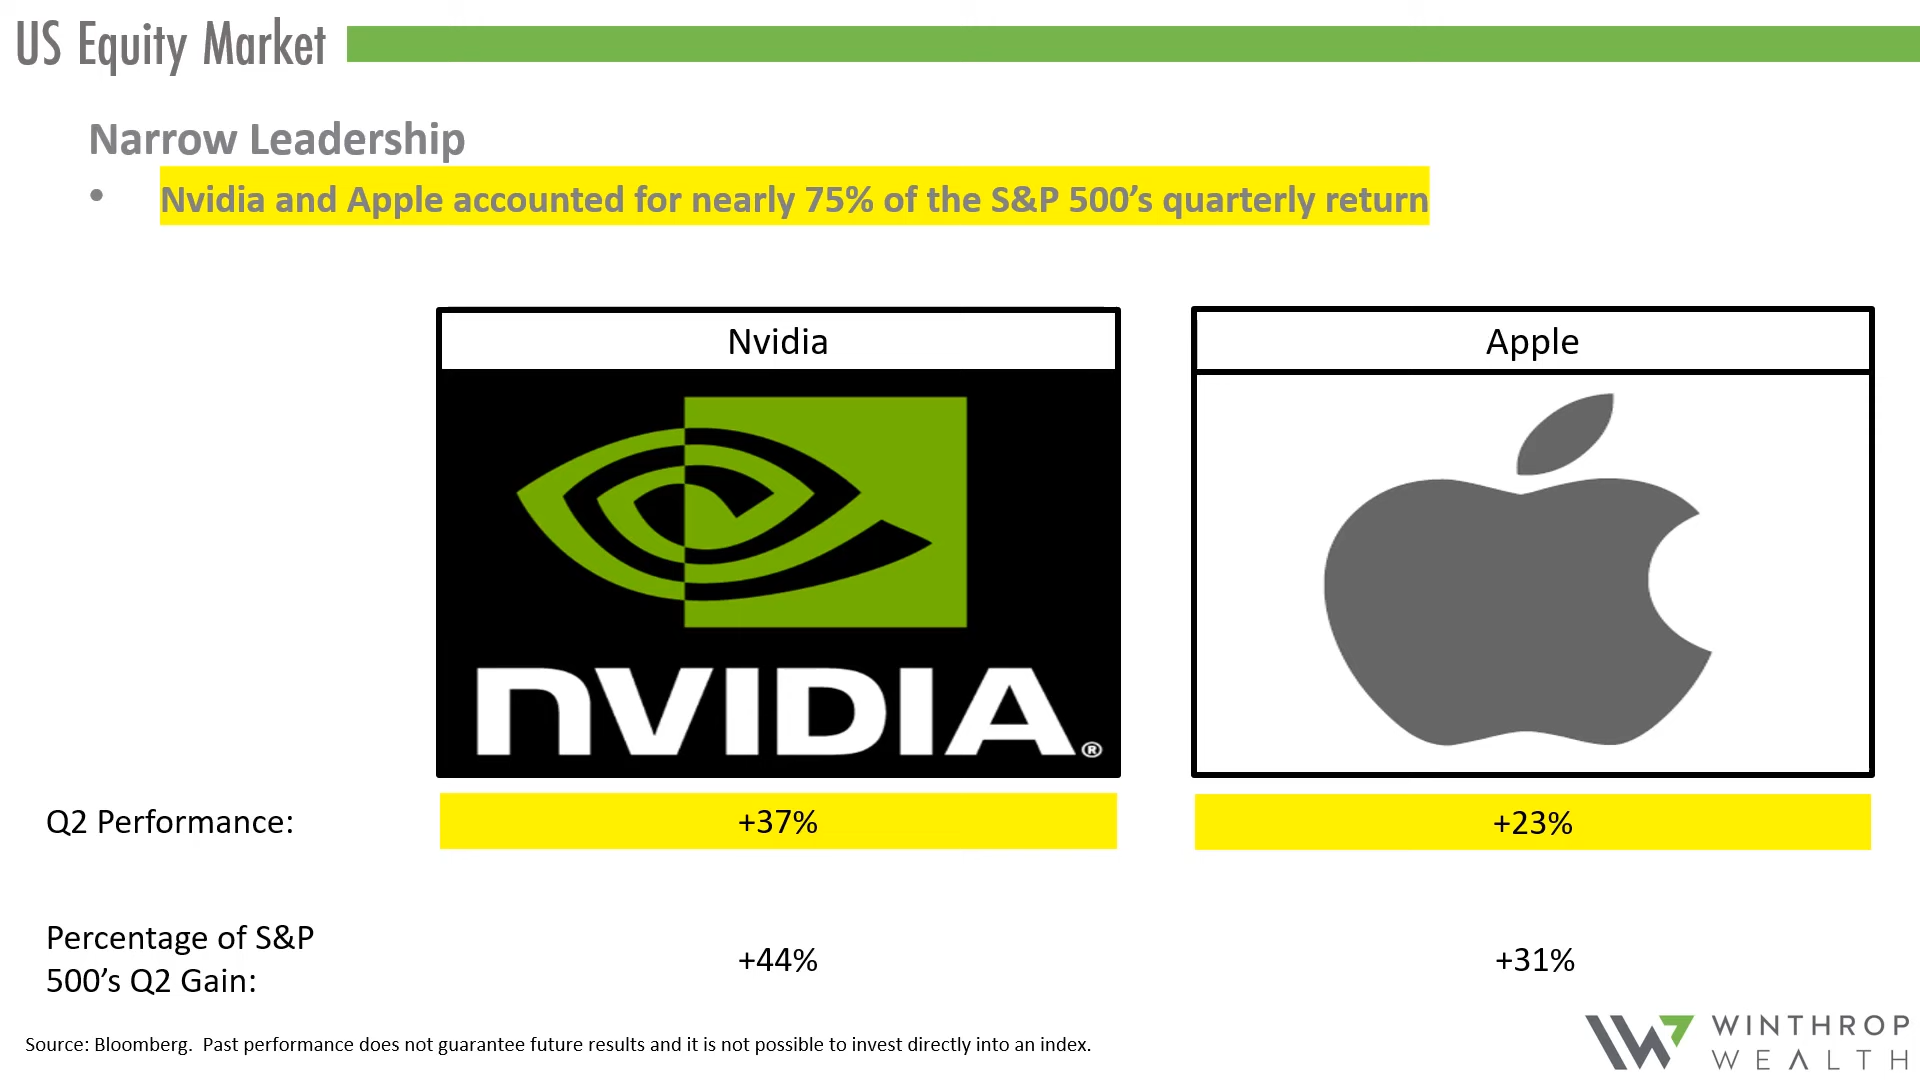 US Equity Market
Narrow Leadership
• Nvidia and Apple accounted for nearly 75% of the S&P 500’s quarterly return
Nvidia
Apple
NVIDIA®
Q2 Performance:
+37%
+23%
Percentage of S&P
500’s Q2 Gain:
+44%
+31%
Source: Bloomberg.  Past performance does not guarantee future results and it is not possible to invest directly into an index.
WINTHROP
WEALTH